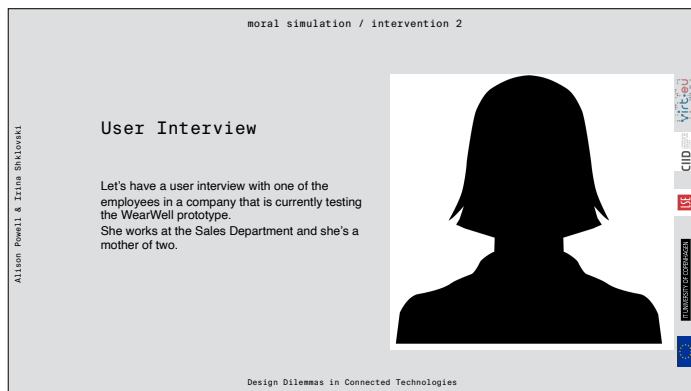 moral simulation / intervention 2
Alison Powell & Irina Shklovski
User Interview
Let's have a user interview with one of the
employees in a company that is currently testing
the WearWell prototype.
She works at the Sales Department and she's a
mother of two.
virt-eu
CIID
LSE
IT UNIVERSITY OF COPENHAGEN
Design Dilemmas in Connected Technologies